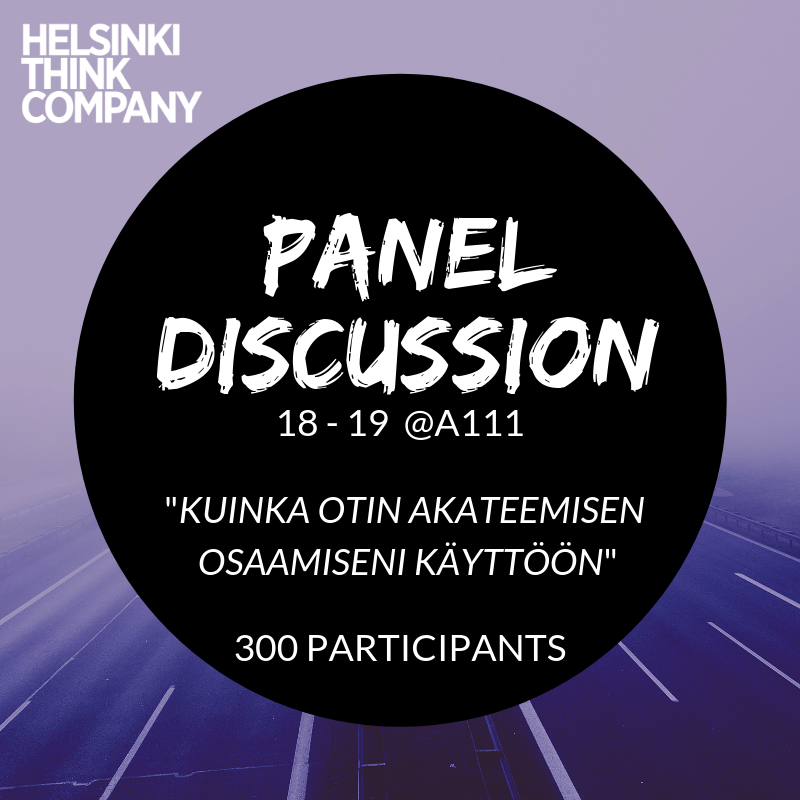 HELSINKI
THINK
COMPANY
PANEL
DISCUSSION
18 - 19 @A111
"KUINKA OTIN AKATEEMISEN
OSAAMISENI KÄYTTÖÖN"
300 PARTICIPANTS